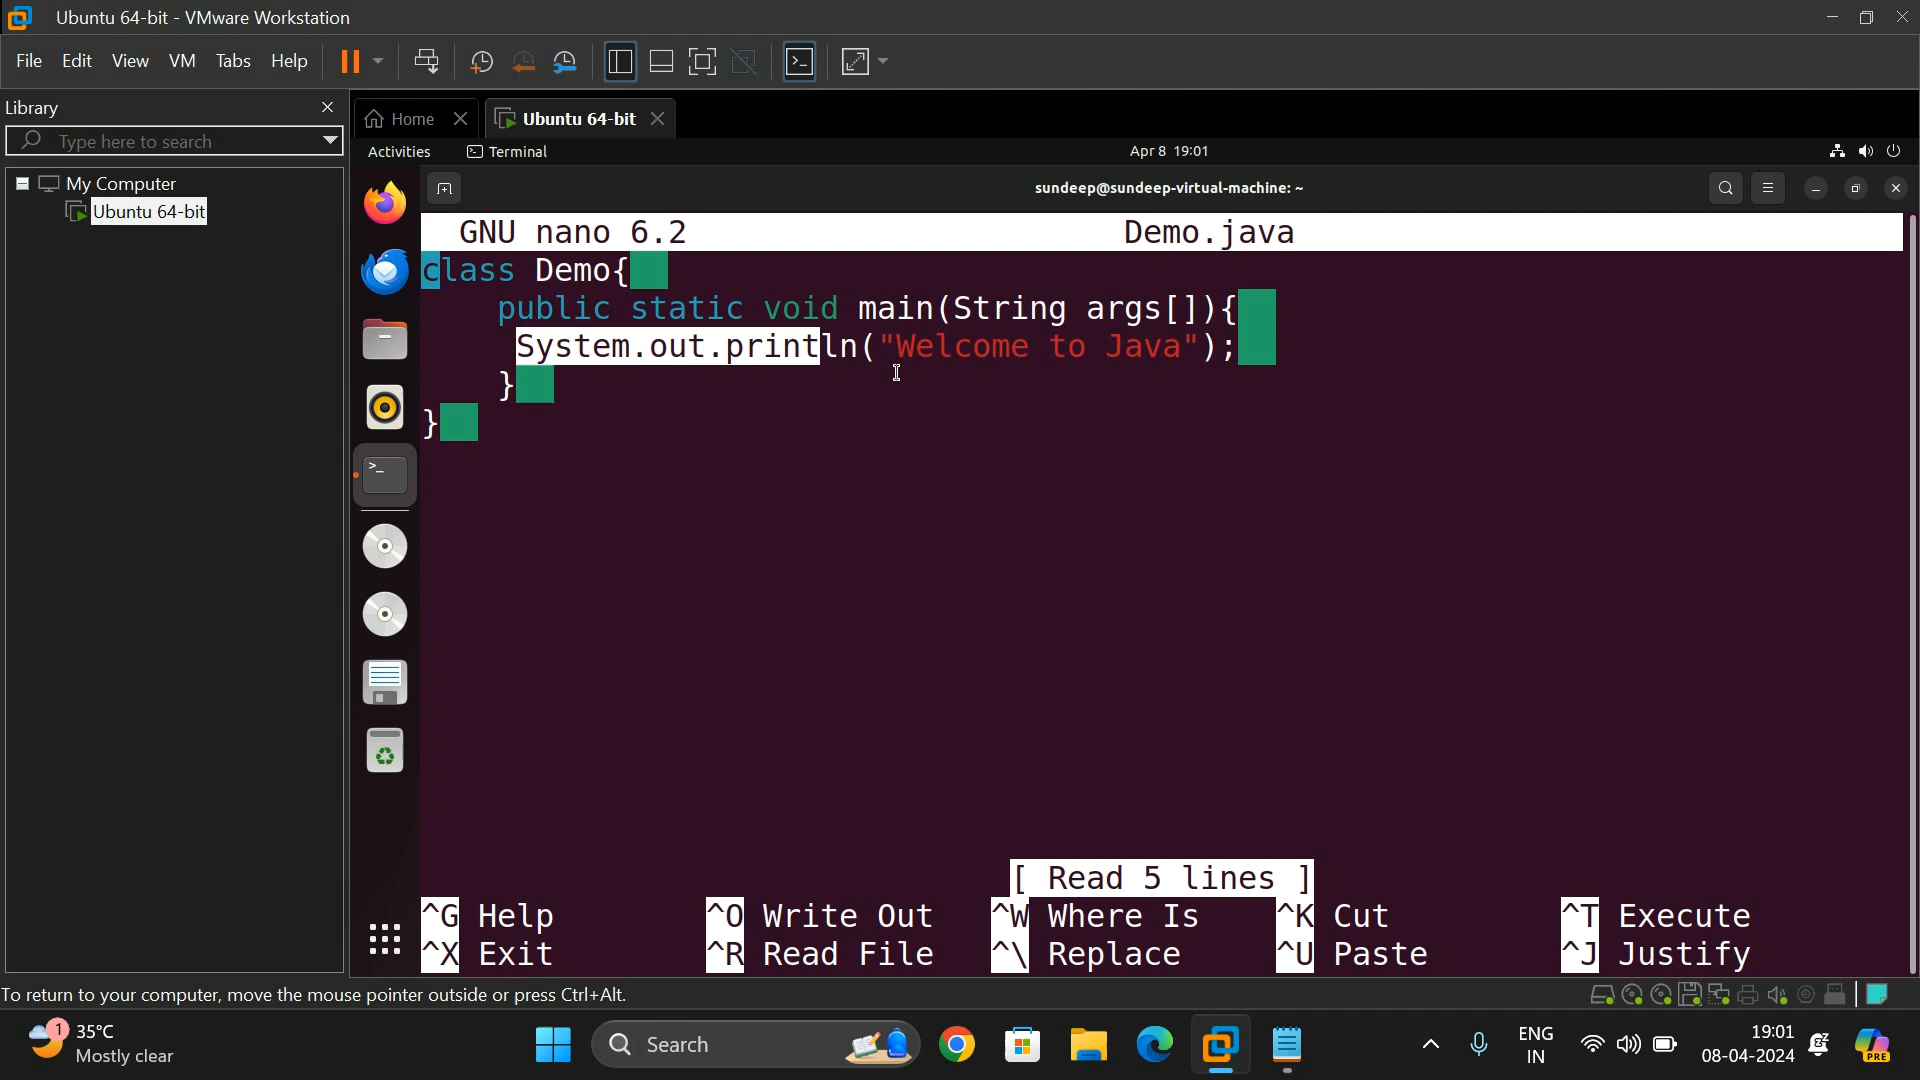 Ubuntu 64-bit - VMware Workstation
File Edit View VM Tabs Help
Library
Type here to search
My Computer
Ubuntu 64-bit
Home
Ubuntu 64-bit
Activities
Terminal
Apr 8 19:01
sundeep@sundeep-virtual-machine: ~
GNU nano 6.2 Demo.java
class Demo{
public static void main(String args[]){
System.out.println("Welcome to Java");
}
}
[ Read 5 lines ]
^G Help ^O Write Out ^W Where Is ^K Cut ^T Execute
^X Exit ^R Read File ^\ Replace ^U Paste ^J Justify
To return to your computer, move the mouse pointer outside or press Ctrl+Alt.
1
35°C
Mostly clear
Search
ENG
IN
19:01
08-04-2024
PRE